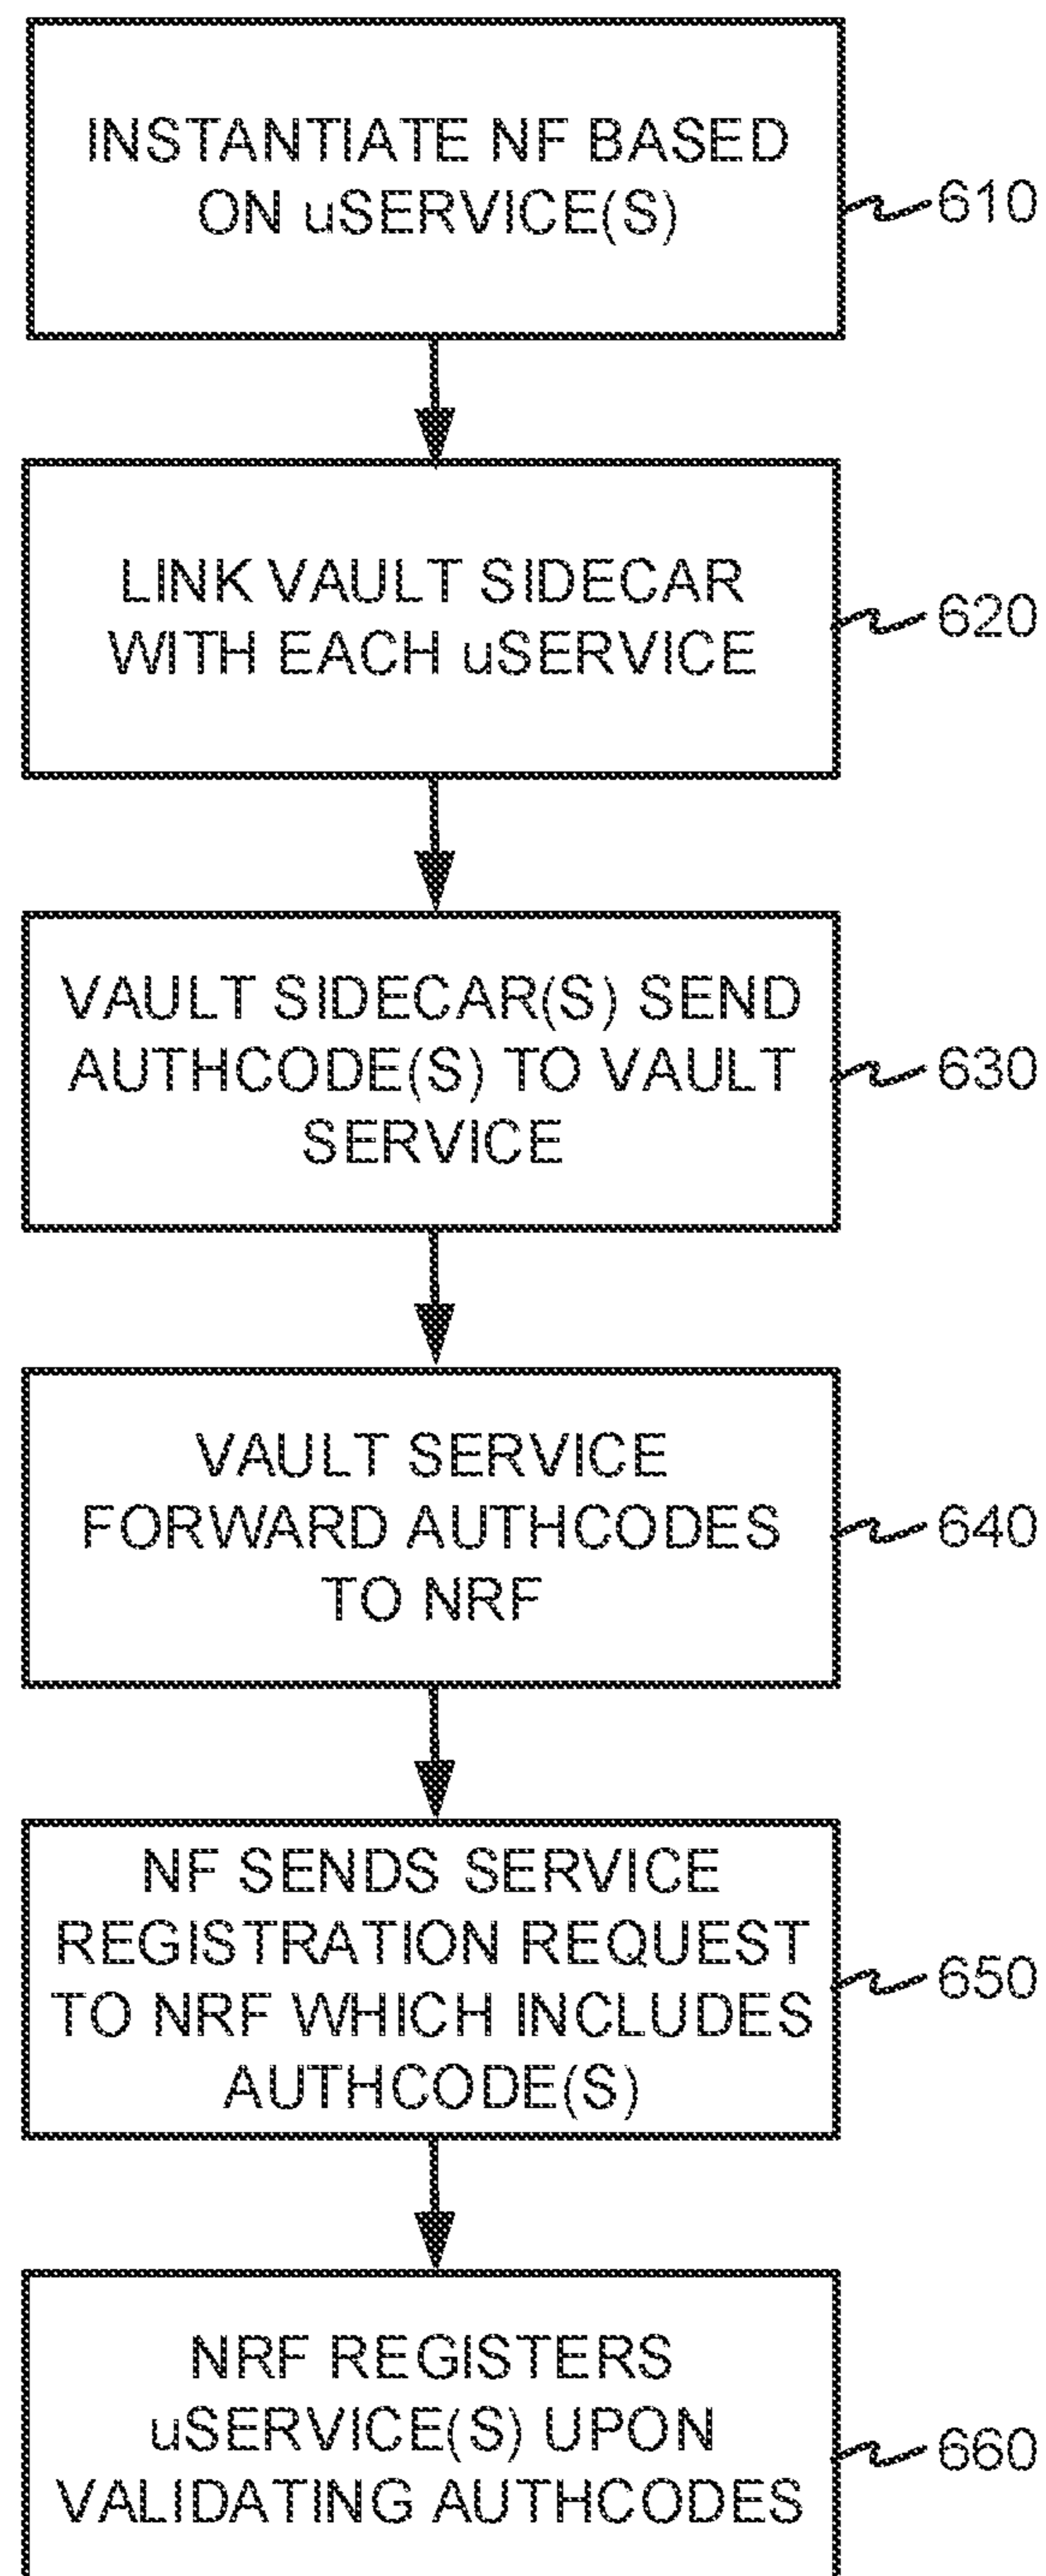 INSTANTIATE NF BASED
ON uSERVICE(S)
610
LINK VAULT SIDECAR
WITH EACH uSERVICE
620
VAULT SIDECAR(S) SEND
AUTHCODE(S) TO VAULT
SERVICE
630
VAULT SERVICE
FORWARD AUTHCODES
TO NRF
640
NF SENDS SERVICE
REGISTRATION REQUEST
TO NRF WHICH INCLUDES
AUTHCODE(S)
650
NRF REGISTERS
uSERVICE(S) UPON
VALIDATING AUTHCODES
660